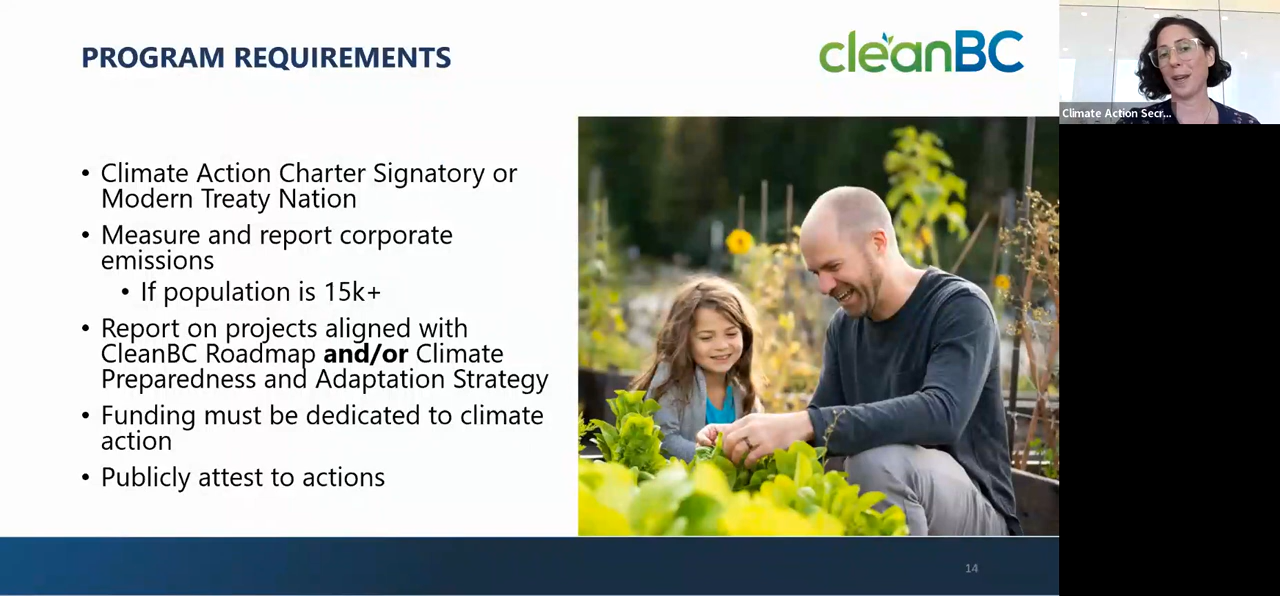 PROGRAM REQUIREMENTS
cleanBC
Climate Action Secr...
• Climate Action Charter Signatory or
Modern Treaty Nation
• Measure and report corporate
emissions
• If population is 15k+
• Report on projects aligned with
CleanBC Roadmap and/or Climate
Preparedness and Adaptation Strategy
• Funding must be dedicated to climate
action
• Publicly attest to actions
14